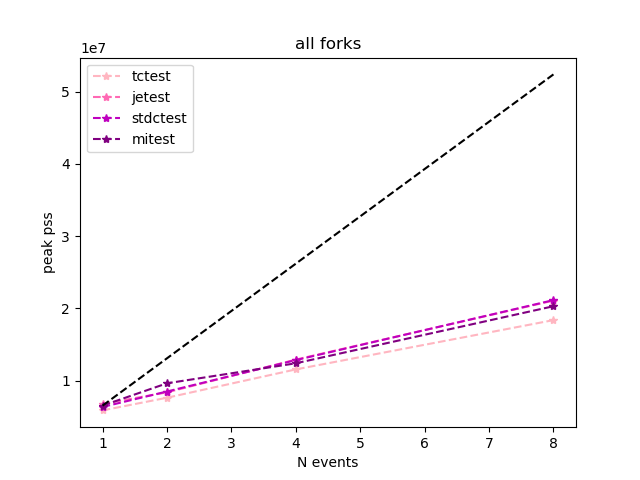 all forks
1e7
tctest
jetest
stdctest
mitest
5
4
3
2
1
peak pss
1 2 3 4 5 6 7 8
N events